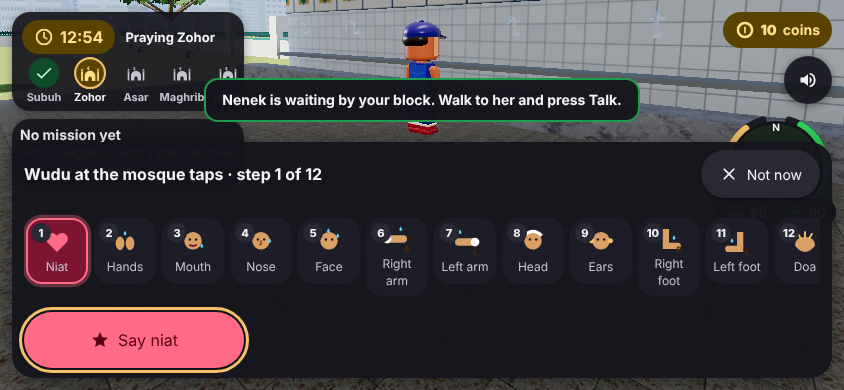 12:54 Praying Zohor
10 coins
Subuh Zohor Asar Maghrib
Nenek is waiting by your block. Walk to her and press Talk.
No mission yet
N
Wudu at the mosque taps · step 1 of 12
Not now
1 2 3 4 5 6 7 8 9 10 11 12
Niat Hands Mouth Nose Face Right arm Left arm Head Ears Right foot Left foot Doa
Say niat